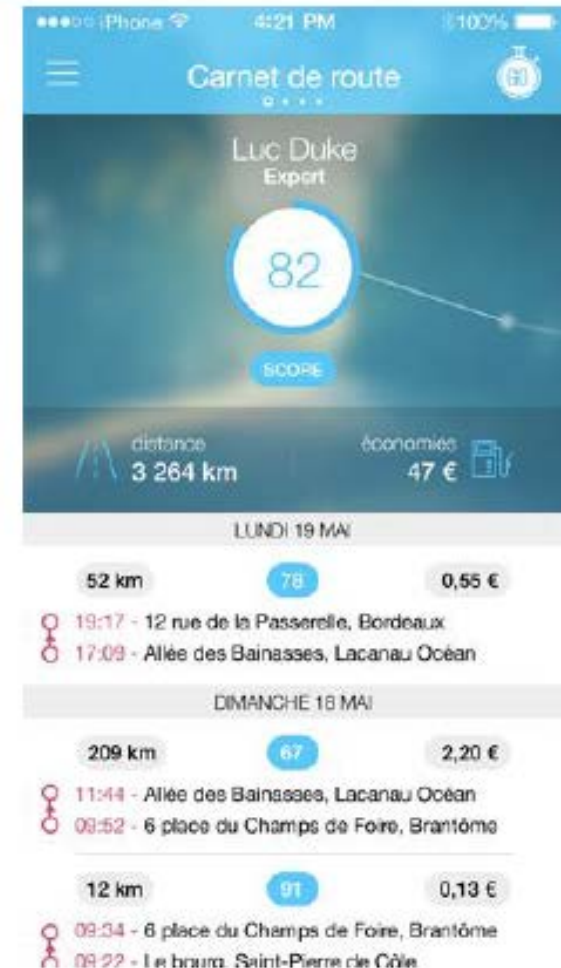 iPhone 4:21 PM 100%
Carnet de route
Luc Duke
Expert
82
SCORE
distance
3 264 km
économies
47 €
LUNDI 19 MAI
52 km 78 0,55 €
19:17 - 12 rue de la Passerelle, Bordeaux
17:09 - Allée des Bainasses, Lacanau Océan
DIMANCHE 18 MAI
209 km 67 2,20 €
11:44 - Allée des Bainasses, Lacanau Océan
09:52 - 6 place du Champs de Foire, Brantôme
12 km 91 0,13 €
09:34 - 6 place du Champs de Foire, Brantôme
09:22 - Le bourg, Saint-Pierre de Côle